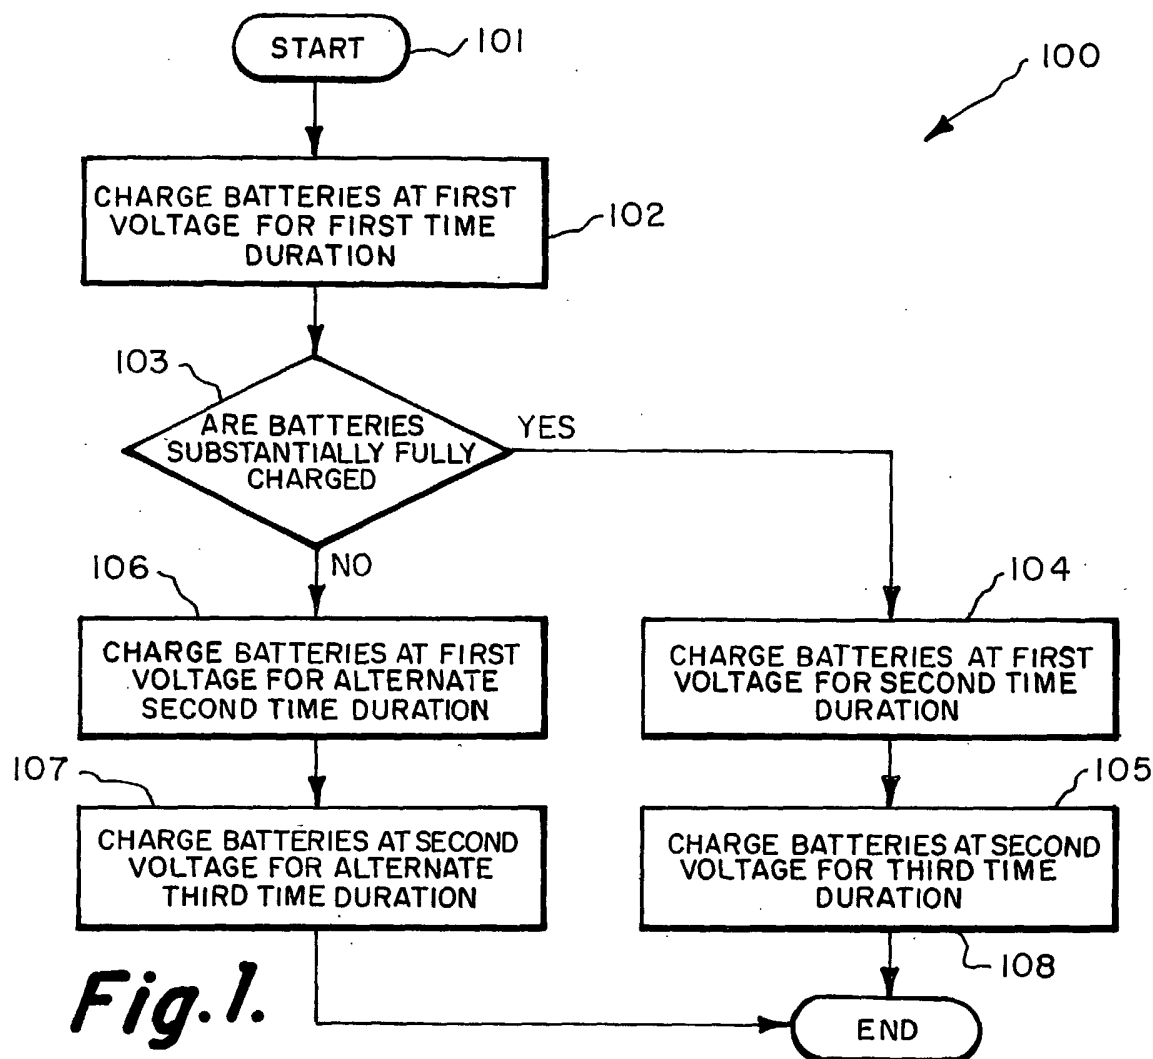 START
101
100
CHARGE BATTERIES AT FIRST
VOLTAGE FOR FIRST TIME
DURATION
102
103
ARE BATTERIES
SUBSTANTIALLY FULLY
CHARGED
YES
NO
106
CHARGE BATTERIES AT FIRST
VOLTAGE FOR ALTERNATE
SECOND TIME DURATION
104
CHARGE BATTERIES AT FIRST
VOLTAGE FOR SECOND TIME
DURATION
107
CHARGE BATTERIES AT SECOND
VOLTAGE FOR ALTERNATE
THIRD TIME DURATION
105
CHARGE BATTERIES AT SECOND
VOLTAGE FOR THIRD TIME
DURATION
108
END
Fig.1.